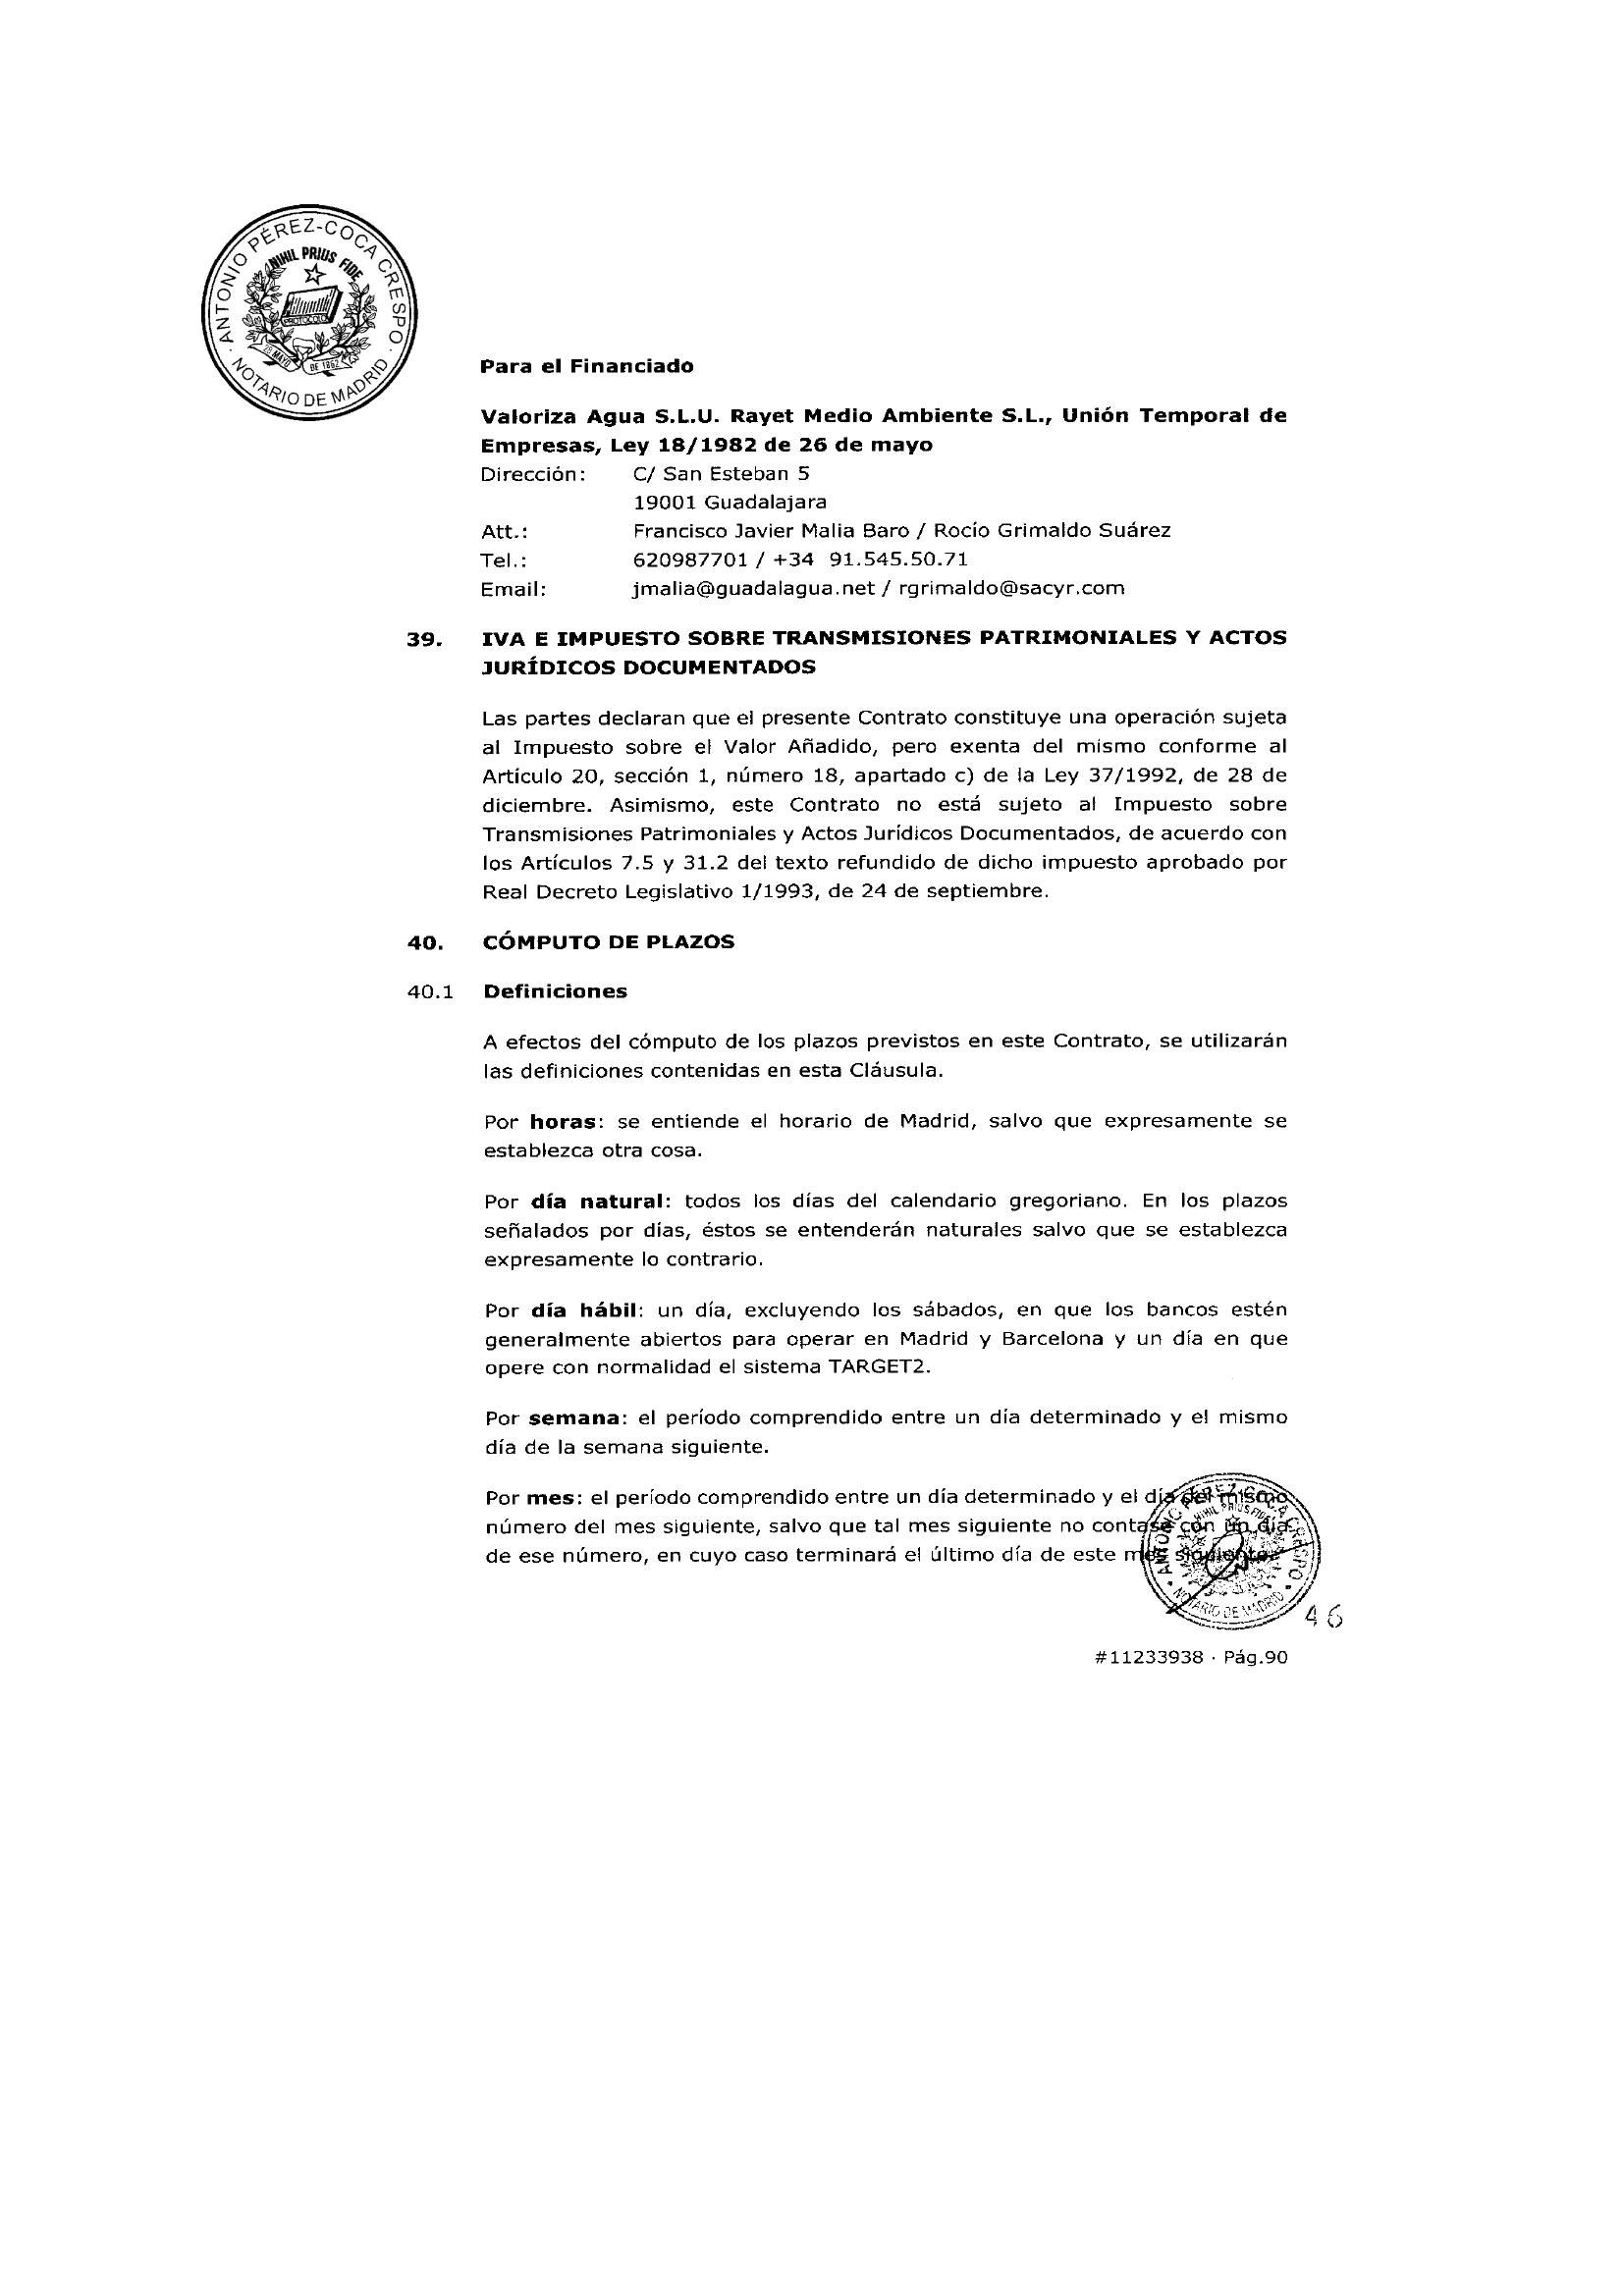 ANTONIO PÉREZ-COCA CRESPO
NIHIL PRIUS FIDE
PROTOCOLO
28 MAYO DE 1862
· NOTARIO DE MADRID ·
Para el Financiado
Valoriza Agua S.L.U. Rayet Medio Ambiente S.L., Unión Temporal de
Empresas, Ley 18/1982 de 26 de mayo
Dirección: C/ San Esteban 5
19001 Guadalajara
Att.: Francisco Javier Malia Baro / Rocío Grimaldo Suárez
Tel.: 620987701 / +34 91.545.50.71
Email: jmalia@guadalagua.net / rgrimaldo@sacyr.com
39. IVA E IMPUESTO SOBRE TRANSMISIONES PATRIMONIALES Y ACTOS
JURÍDICOS DOCUMENTADOS
Las partes declaran que el presente Contrato constituye una operación sujeta
al Impuesto sobre el Valor Añadido, pero exenta del mismo conforme al
Artículo 20, sección 1, número 18, apartado c) de la Ley 37/1992, de 28 de
diciembre. Asimismo, este Contrato no está sujeto al Impuesto sobre
Transmisiones Patrimoniales y Actos Jurídicos Documentados, de acuerdo con
los Artículos 7.5 y 31.2 del texto refundido de dicho impuesto aprobado por
Real Decreto Legislativo 1/1993, de 24 de septiembre.
40. CÓMPUTO DE PLAZOS
40.1 Definiciones
A efectos del cómputo de los plazos previstos en este Contrato, se utilizarán
las definiciones contenidas en esta Cláusula.
Por horas: se entiende el horario de Madrid, salvo que expresamente se
establezca otra cosa.
Por día natural: todos los días del calendario gregoriano. En los plazos
señalados por días, éstos se entenderán naturales salvo que se establezca
expresamente lo contrario.
Por día hábil: un día, excluyendo los sábados, en que los bancos estén
generalmente abiertos para operar en Madrid y Barcelona y un día en que
opere con normalidad el sistema TARGET2.
Por semana: el período comprendido entre un día determinado y el mismo
día de la semana siguiente.
Por mes: el período comprendido entre un día determinado y el día del mismo
número del mes siguiente, salvo que tal mes siguiente no contase con un día
de ese número, en cuyo caso terminará el último día de este mes siguiente.
ANTONIO PEREZ-COCA CRESPO
NIHIL PRIUS FIDE
· NOTARIO DE MADRID ·
46
#11233938 · Pág.90